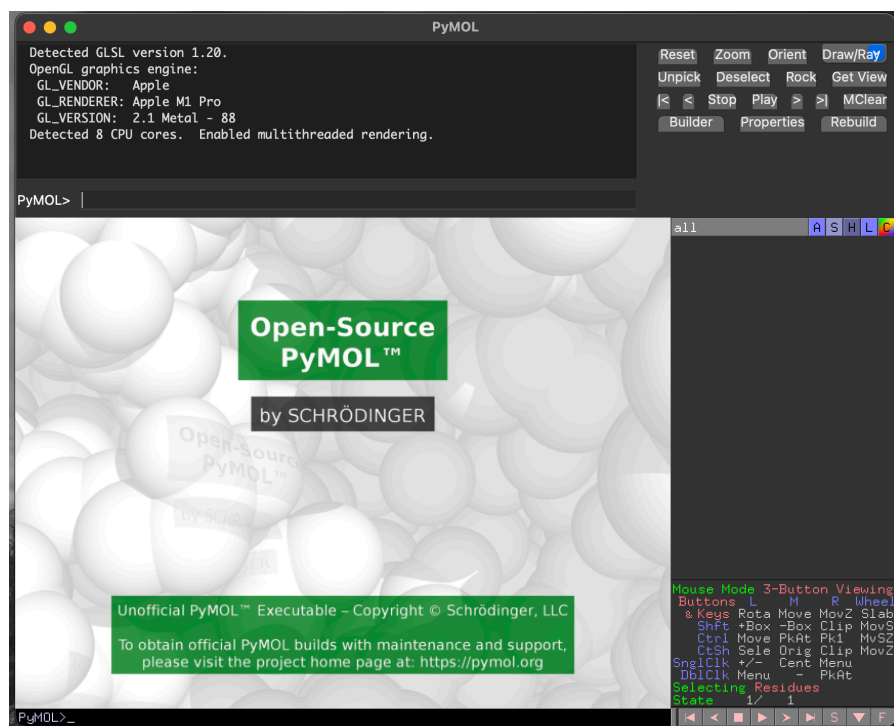 PyMOL
Detected GLSL version 1.20.
OpenGL graphics engine:
GL_VENDOR: Apple
GL_RENDERER: Apple M1 Pro
GL_VERSION: 2.1 Metal - 88
Detected 8 CPU cores. Enabled multithreaded rendering.
Reset Zoom Orient Draw/Ray
Unpick Deselect Rock Get View
|< < Stop Play > >| MClear
Builder Properties Rebuild
PyMOL>
all A S H L C
Open-Source
PyMOL™
by SCHRÖDINGER
Open-Source
PyMOL™
by SCHRÖDINGER
Unofficial PyMOL™ Executable – Copyright © Schrödinger, LLC
To obtain official PyMOL builds with maintenance and support,
please visit the project home page at: https://pymol.org
Mouse Mode 3-Button Viewing
Buttons L M R Wheel
& Keys Rota Move MovZ Slab
Shft +Box -Box Clip MovS
Ctrl Move PkAt Pk1 MvSZ
CtSh Sele Orig Clip MovZ
SnglClk +/- Cent Menu
DblClk Menu - PkAt
Selecting Residues
State 1/ 1
PyMOL>_
S F